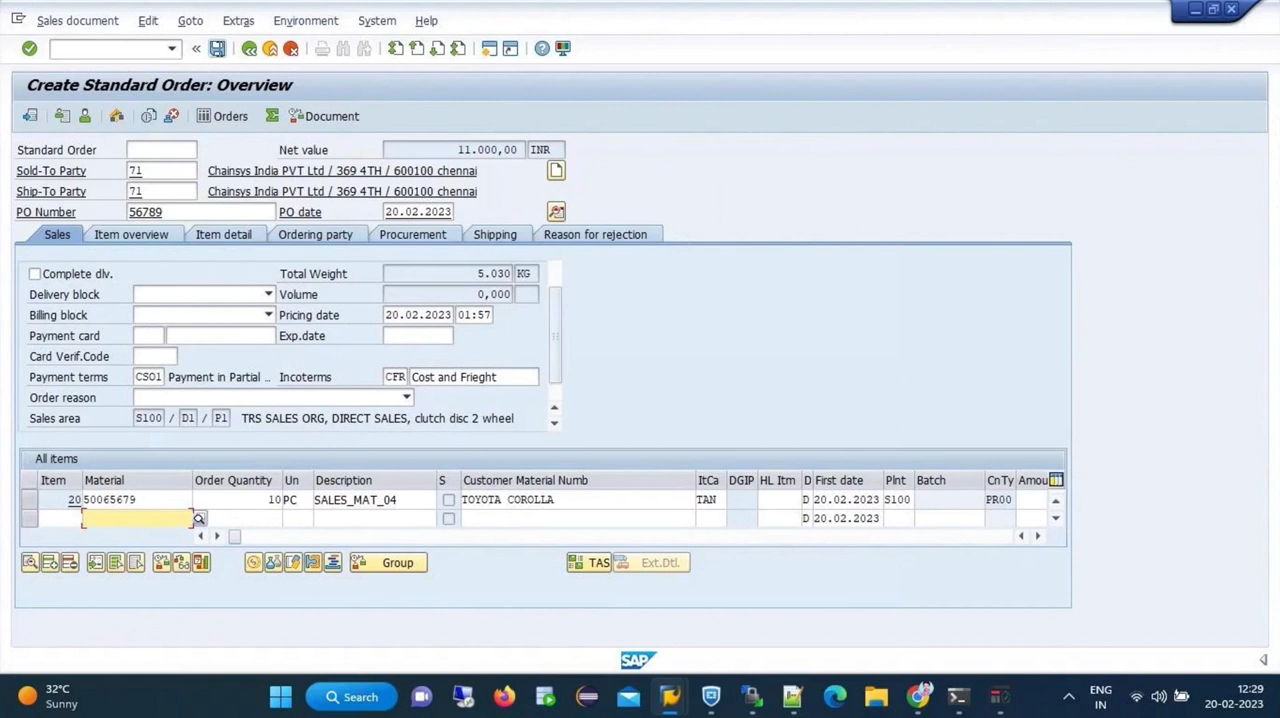 Sales document Edit Goto Extras Environment System Help
Create Standard Order: Overview
Orders Document
Standard Order Net value 11.000,00 INR
Sold-To Party 71 Chainsys India PVT Ltd / 369 4TH / 600100 chennai
Ship-To Party 71 Chainsys India PVT Ltd / 369 4TH / 600100 chennai
PO Number 56789 PO date 20.02.2023
Sales Item overview Item detail Ordering party Procurement Shipping Reason for rejection
Complete dlv. Total Weight 5.030 KG
Delivery block Volume 0,000
Billing block Pricing date 20.02.2023 01:57
Payment card Exp.date
Card Verif.Code
Payment terms CS01 Payment in Partial ... Incoterms CFR Cost and Frieght
Order reason
Sales area S100 / D1 / P1 TRS SALES ORG, DIRECT SALES, clutch disc 2 wheel
All items
Item Material Order Quantity Un Description S Customer Material Numb ItCa DGIP HL Itm D First date Plnt Batch CnTy Amou
20 50065679 10 PC SALES_MAT_04 TOYOTA COROLLA TAN D 20.02.2023 S100 PR00
D 20.02.2023
Group TAS Ext.Dtl.
SAP
32°C
Sunny
Search
ENG
IN
12:29
20-02-2023